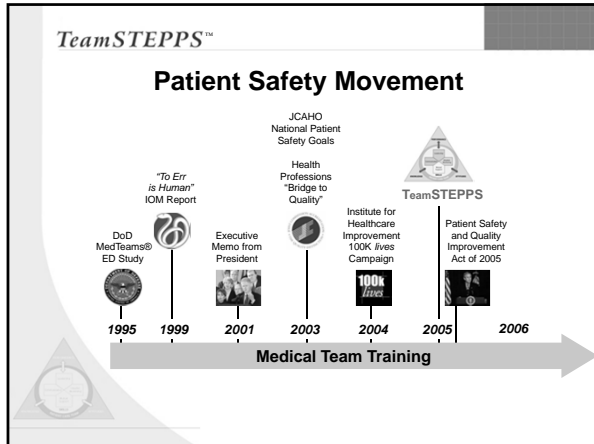 TeamSTEPPS™
Patient Safety Movement
JCAHO
National Patient
Safety Goals
"To Err
is Human"
IOM Report
Health
Professions
"Bridge to
Quality"
TeamSTEPPS
DoD
MedTeams®
ED Study
Executive
Memo from
President
Institute for
Healthcare
Improvement
100K lives
Campaign
Patient Safety
and Quality
Improvement
Act of 2005
100k
lives
1995
1999
2001
2003
2004
2005
2006
Medical Team Training